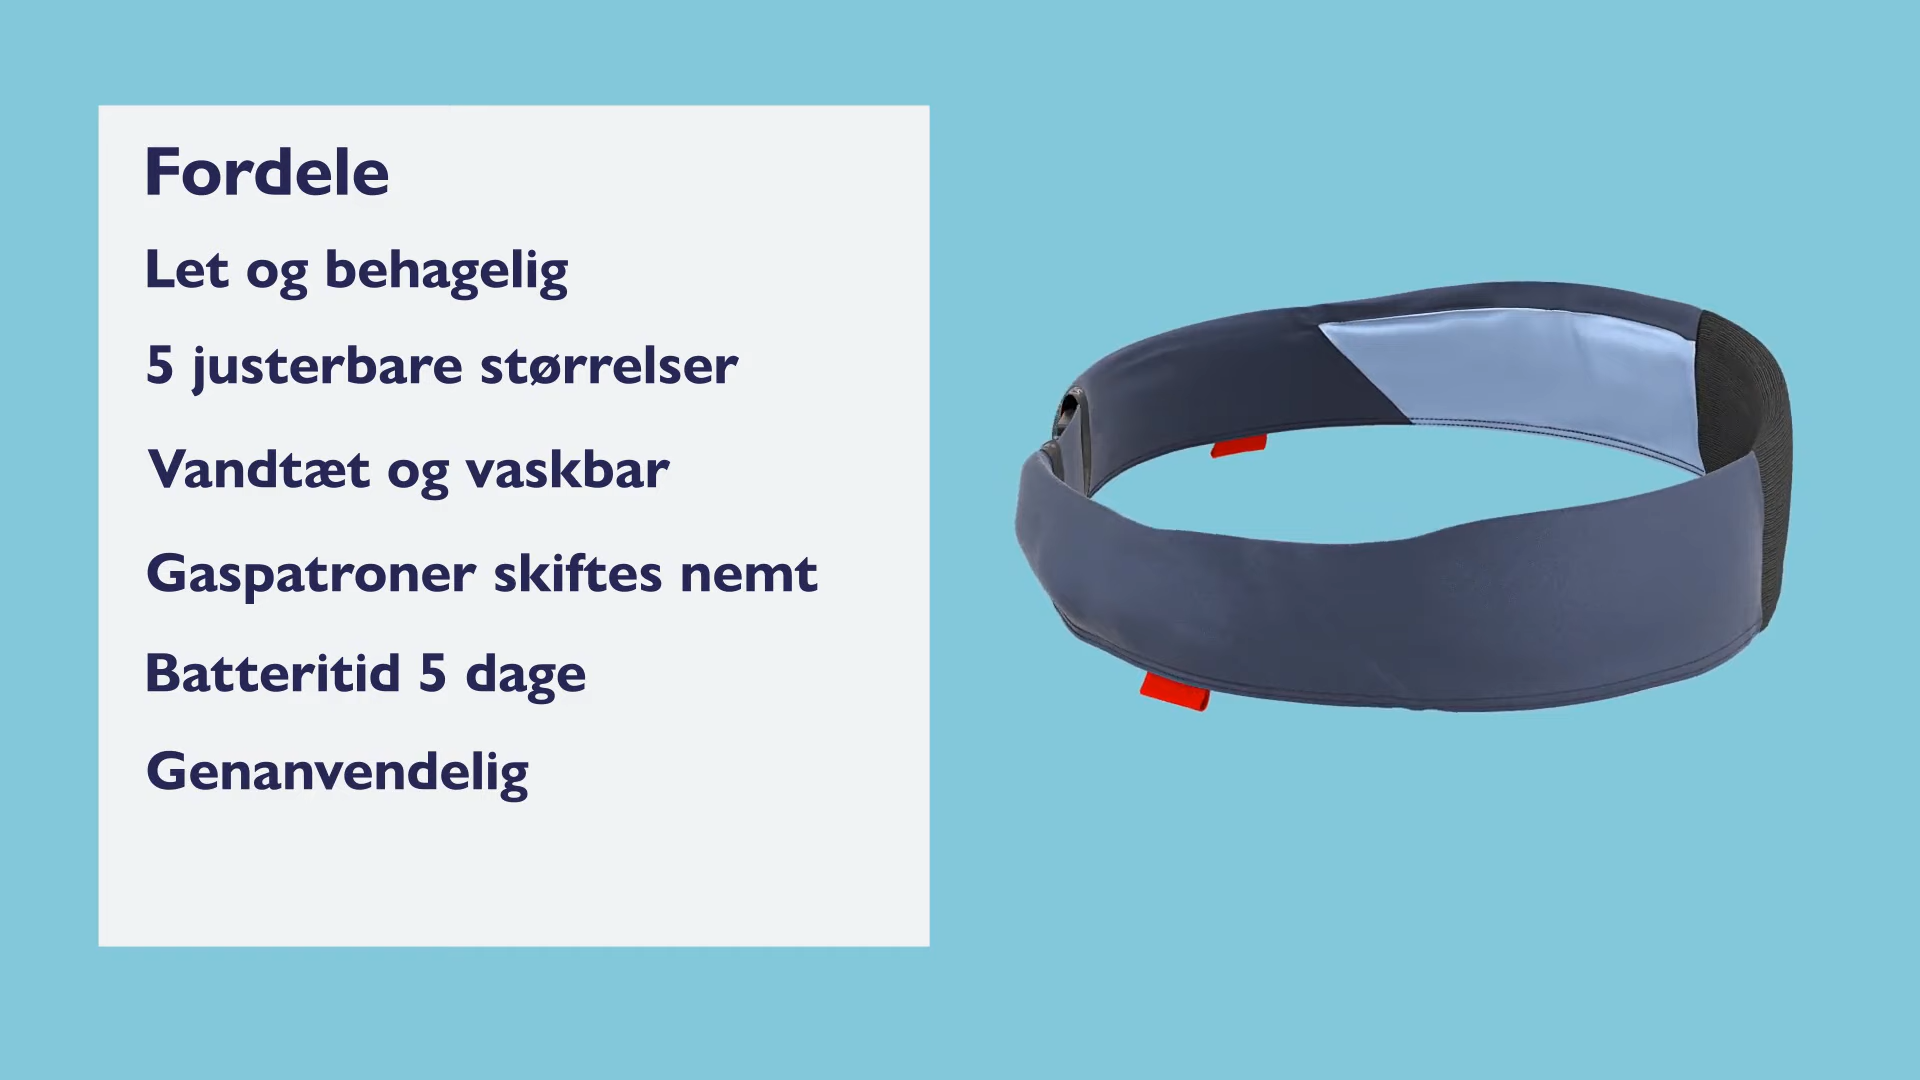 Fordele
Let og behagelig
5 justerbare størrelser
Vandtæt og vaskbar
Gaspatroner skiftes nemt
Batteritid 5 dage
Genanvendelig